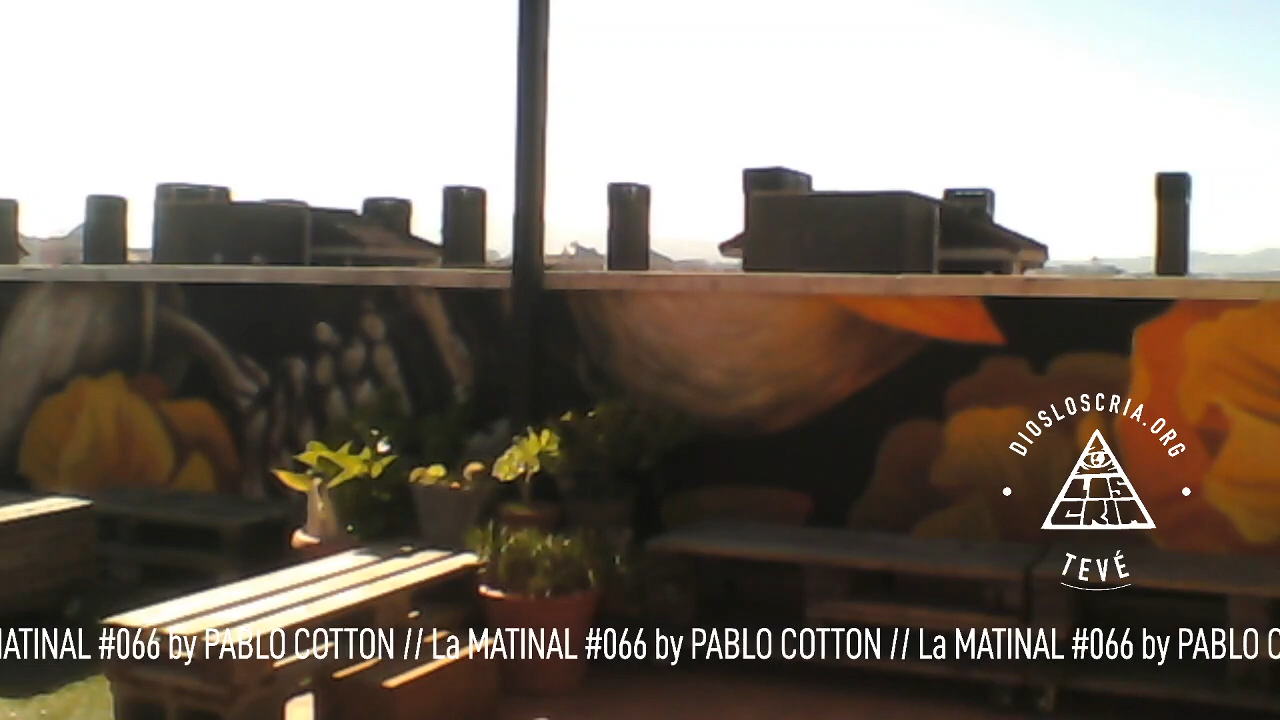 DIOSLOSCRIA.ORG
LOS
CRIA
TEVÉ
MATINAL #066 by PABLO COTTON // La MATINAL #066 by PABLO COTTON // La MATINAL #066 by PABLO C